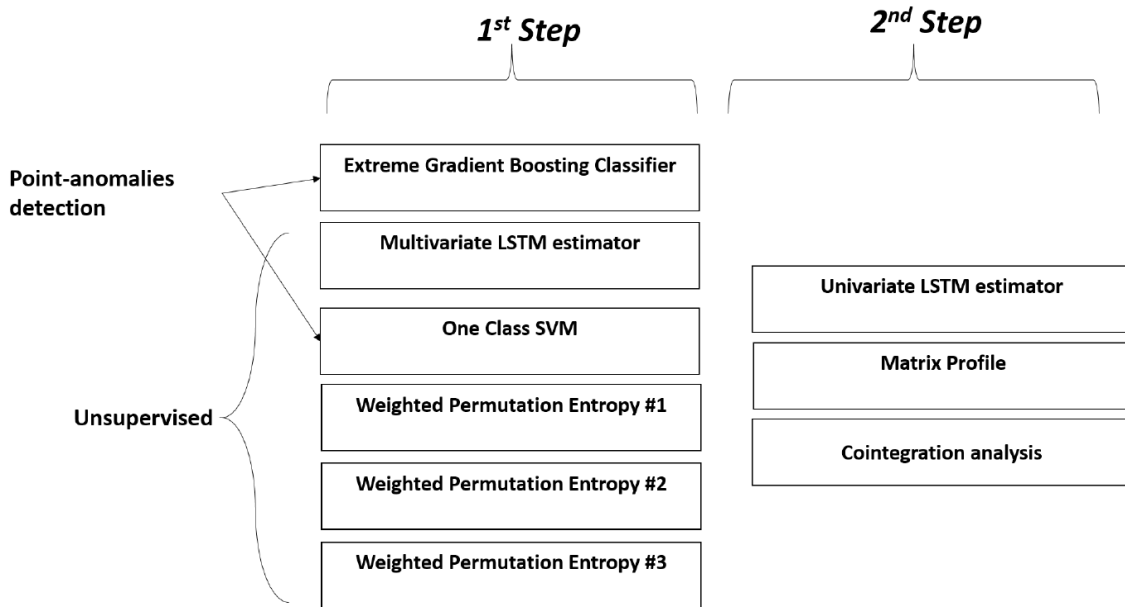 1st Step
2nd Step
Extreme Gradient Boosting Classifier
Point-anomalies
detection
Multivariate LSTM estimator
Univariate LSTM estimator
One Class SVM
Matrix Profile
Unsupervised
Weighted Permutation Entropy #1
Cointegration analysis
Weighted Permutation Entropy #2
Weighted Permutation Entropy #3